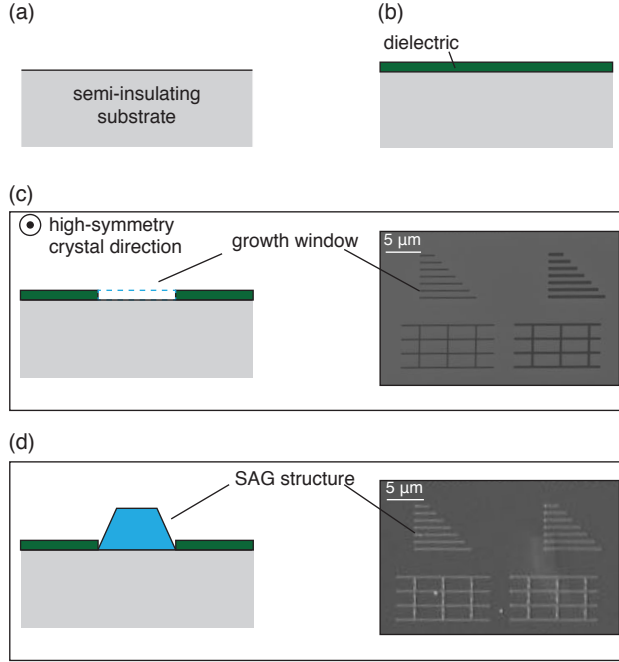 (a)
(b)
semi-insulating
substrate
dielectric
(c)
high-symmetry
crystal direction
growth window
5 µm
(d)
SAG structure
5 µm